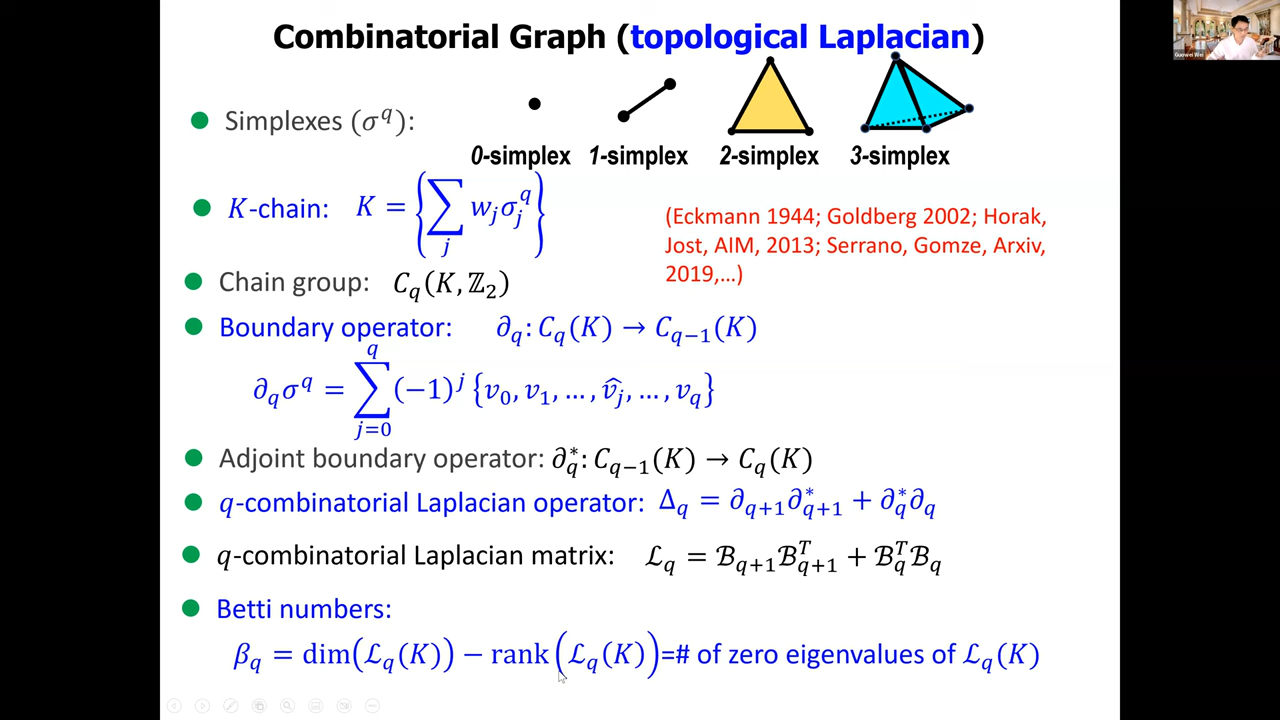 Combinatorial Graph (topological Laplacian)
Guowei Wei
Simplexes (σ^q):
0-simplex 1-simplex 2-simplex 3-simplex
K-chain: K = {∑_j w_j σ_j^q}
(Eckmann 1944; Goldberg 2002; Horak,
Jost, AIM, 2013; Serrano, Gomze, Arxiv,
2019,...)
Chain group: C_q(K, ℤ_2)
Boundary operator: ∂_q: C_q(K) → C_{q−1}(K)
∂_q σ^q = ∑_{j=0}^{q} (−1)^j {v_0, v_1, … , v̂_j, … , v_q}
Adjoint boundary operator: ∂_q^*: C_{q−1}(K) → C_q(K)
q-combinatorial Laplacian operator: Δ_q = ∂_{q+1}∂_{q+1}^* + ∂_q^*∂_q
q-combinatorial Laplacian matrix: ℒ_q = ℬ_{q+1}ℬ_{q+1}^T + ℬ_q^Tℬ_q
Betti numbers:
β_q = dim(ℒ_q(K)) − rank(ℒ_q(K))=# of zero eigenvalues of ℒ_q(K)